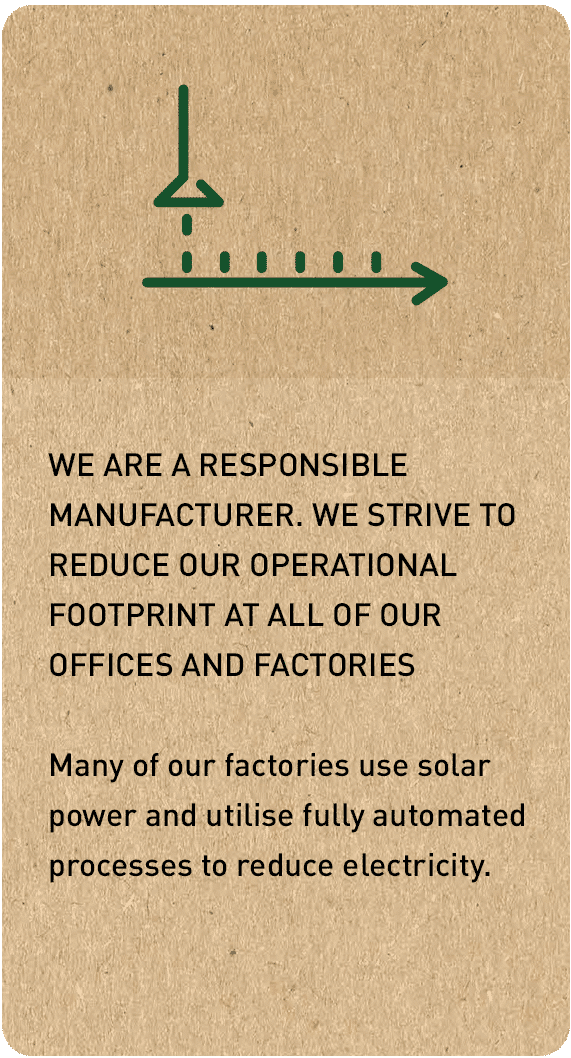 WE ARE A RESPONSIBLE
MANUFACTURER. WE STRIVE TO
REDUCE OUR OPERATIONAL
FOOTPRINT AT ALL OF OUR
OFFICES AND FACTORIES
Many of our factories use solar
power and utilise fully automated
processes to reduce electricity.